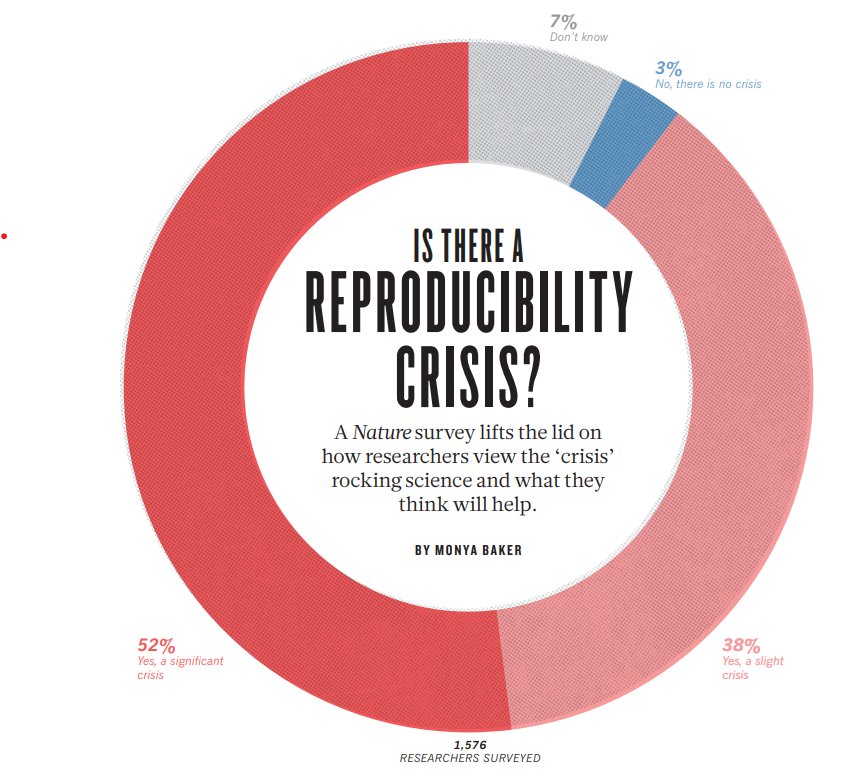 7%
Don't know
3%
No, there is no crisis
IS THERE A
REPRODUCIBILITY
CRISIS?
A Nature survey lifts the lid on
how researchers view the ‘crisis’
rocking science and what they
think will help.
BY MONYA BAKER
52%
Yes, a significant
crisis
38%
Yes, a slight
crisis
1,576
RESEARCHERS SURVEYED